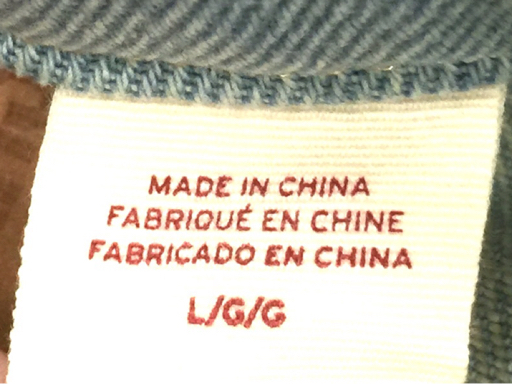 MADE IN CHINA
FABRIQUÉ EN CHINE
FABRICADO EN CHINA
L/G/G